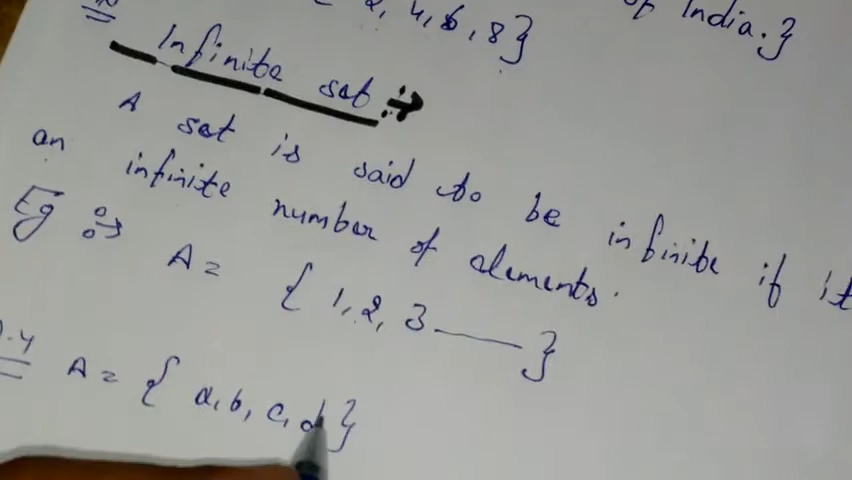 2, 4, 6, 8}
of India.}
Infinite set :→
A set is said to be infinite if it
an infinite number of elements.
Eg :→ A = { 1, 2, 3 —— }
A = { a, b, c, d }